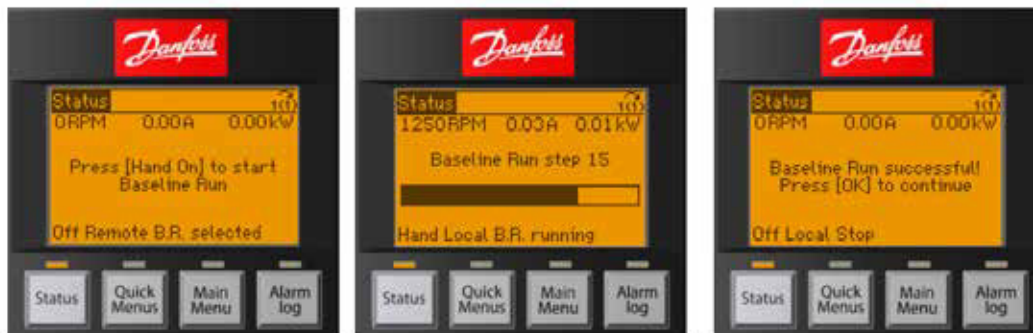 Danfoss
Status 1(1)
0RPM 0.00A 0.00kW
Press [Hand On] to start
Baseline Run
Off Remote B.R. selected
Status
Quick
Menus
Main
Menu
Alarm
log
Danfoss
Status 1(1)
1250RPM 0.03A 0.01kW
Baseline Run step 15
Hand Local B.R. running
Status
Quick
Menus
Main
Menu
Alarm
log
Danfoss
Status 1(1)
0RPM 0.00A 0.00kW
Baseline Run successful!
Press [OK] to continue
Off Local Stop
Status
Quick
Menus
Main
Menu
Alarm
log